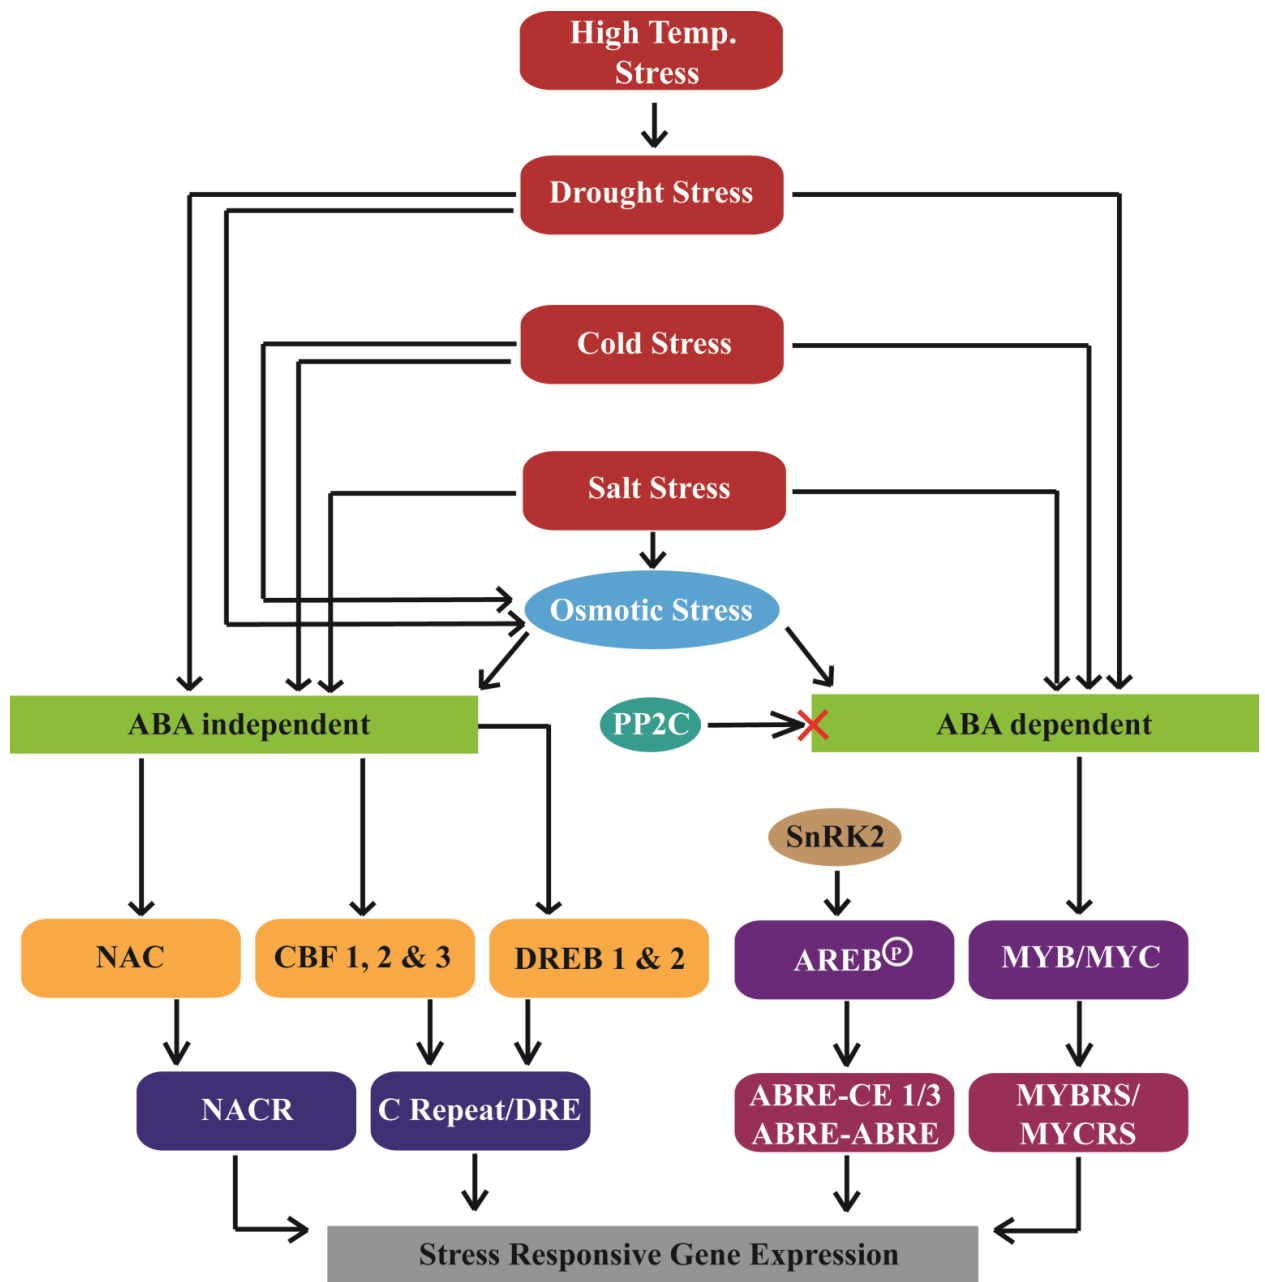 High Temp.
Stress
Drought Stress
Cold Stress
Salt Stress
Osmotic Stress
ABA independent
PP2C
ABA dependent
SnRK2
NAC
CBF 1, 2 & 3
DREB 1 & 2
AREB Ⓟ
MYB/MYC
NACR
C Repeat/DRE
ABRE-CE 1/3
ABRE-ABRE
MYBRS/
MYCRS
Stress Responsive Gene Expression